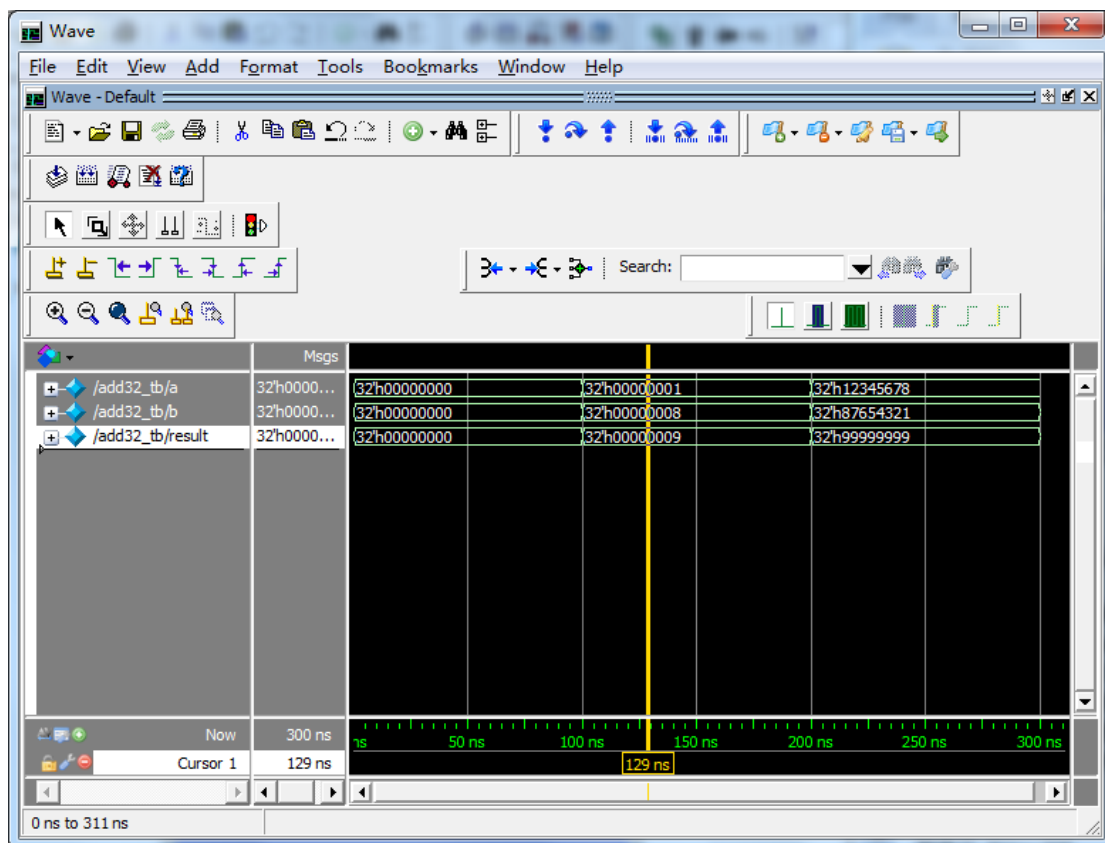 Wave
File Edit View Add Format Tools Bookmarks Window Help
Wave - Default
Search:
Msgs
/add32_tb/a 32'h0000... 32'h00000000 32'h00000001 32'h12345678
/add32_tb/b 32'h0000... 32'h00000000 32'h00000008 32'h87654321
/add32_tb/result 32'h0000... 32'h00000000 32'h00000009 32'h99999999
Now 300 ns ns 50 ns 100 ns 150 ns 200 ns 250 ns 300 ns
Cursor 1 129 ns 129 ns
0 ns to 311 ns